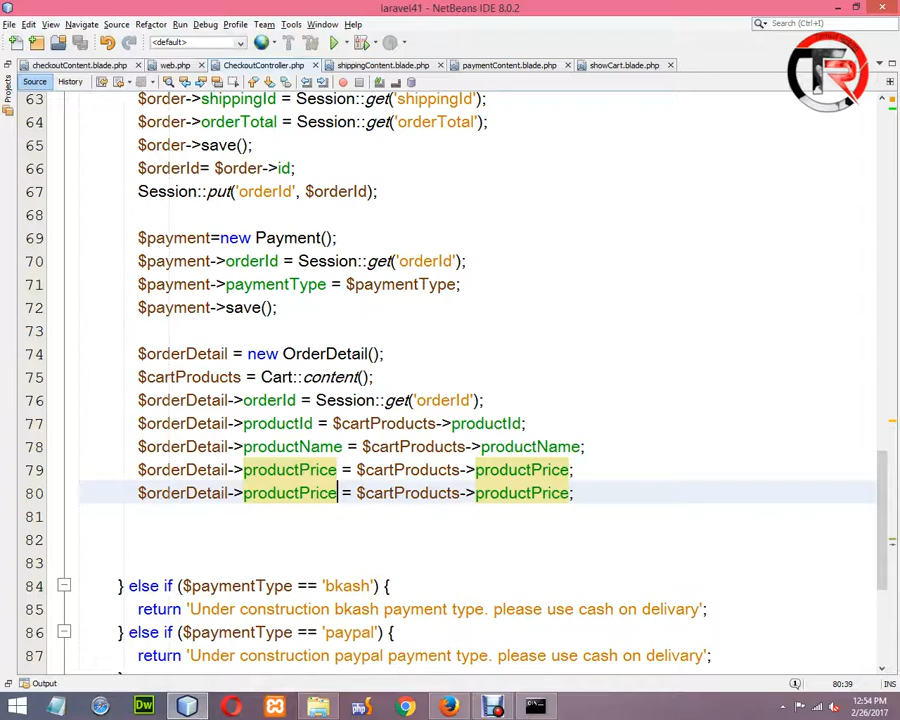 laravel41 - NetBeans IDE 8.0.2
File Edit View Navigate Source Refactor Run Debug Profile Team Tools Window Help
<default> Search (Ctrl+I)
checkoutContent.blade.php web.php CheckoutController.php shippingContent.blade.php paymentContent.blade.php showCart.blade.php
Source History
Projects
63 $order->shippingId = Session::get('shippingId');
64 $order->orderTotal = Session::get('orderTotal');
65 $order->save();
66 $orderId= $order->id;
67 Session::put('orderId', $orderId);
68
69 $payment=new Payment();
70 $payment->orderId = Session::get('orderId');
71 $payment->paymentType = $paymentType;
72 $payment->save();
73
74 $orderDetail = new OrderDetail();
75 $cartProducts = Cart::content();
76 $orderDetail->orderId = Session::get('orderId');
77 $orderDetail->productId = $cartProducts->productId;
78 $orderDetail->productName = $cartProducts->productName;
79 $orderDetail->productPrice = $cartProducts->productPrice;
80 $orderDetail->productPrice = $cartProducts->productPrice;
81
82
83
84 } else if ($paymentType == 'bkash') {
85 return 'Under construction bkash payment type. please use cash on delivary';
86 } else if ($paymentType == 'paypal') {
87 return 'Under construction paypal payment type. please use cash on delivary';
Output 80:39 INS
Dw
12:54 PM
2/26/2017